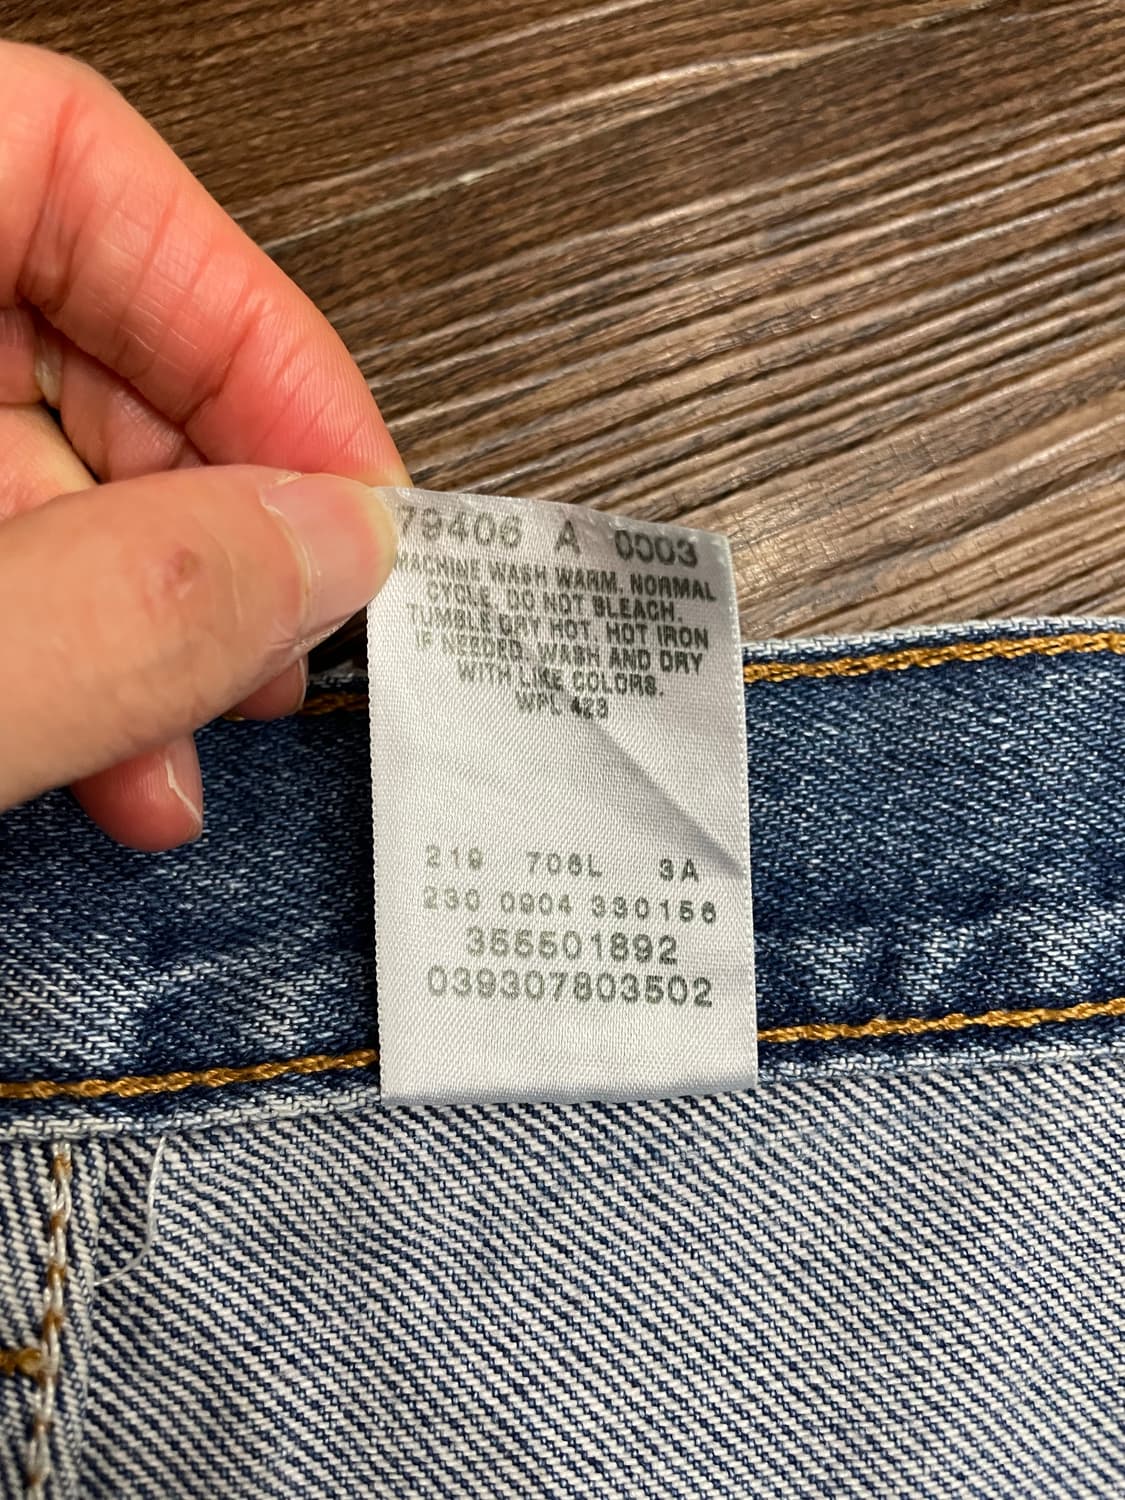 79406 A 0003
MACHINE WASH WARM. NORMAL
CYCLE. DO NOT BLEACH.
TUMBLE DRY HOT. HOT IRON
IF NEEDED. WASH AND DRY
WITH LIKE COLORS.
WPL 423
219 706L 3A
230 0904 330156
355501892
039307803502